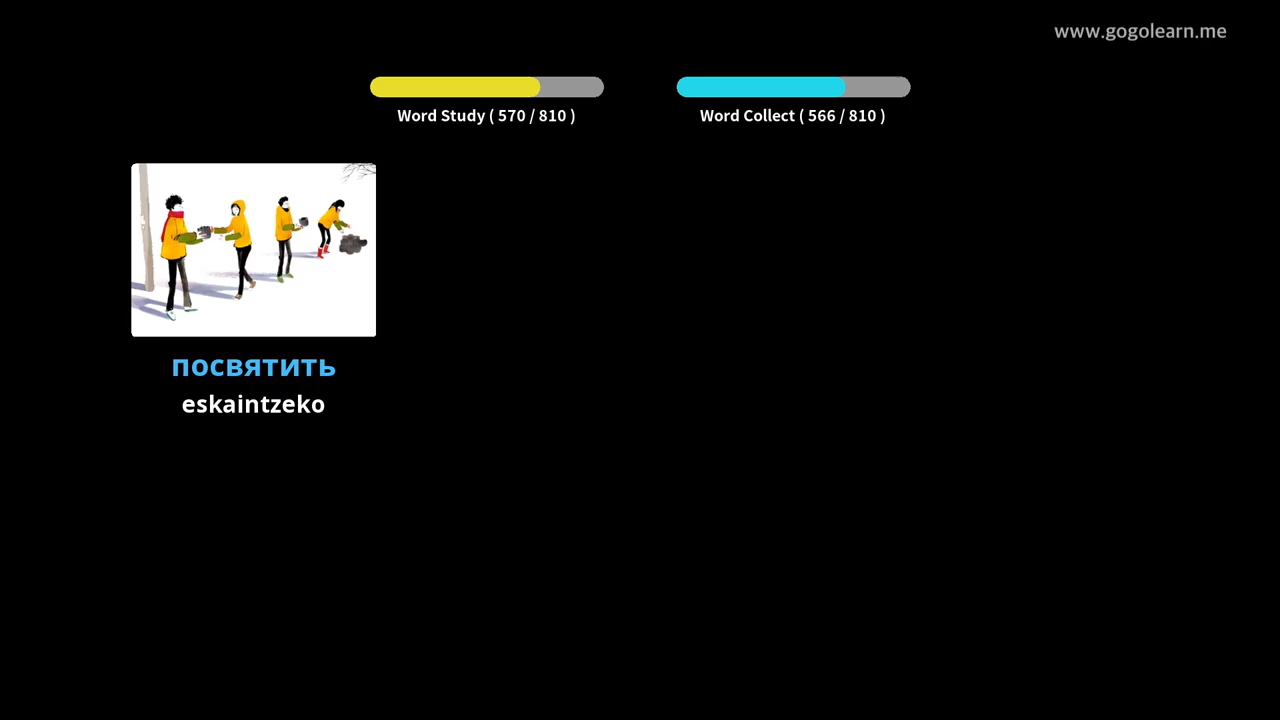 www.gogolearn.me
Word Study ( 570 / 810 )
Word Collect ( 566 / 810 )
посвятить
eskaintzeko